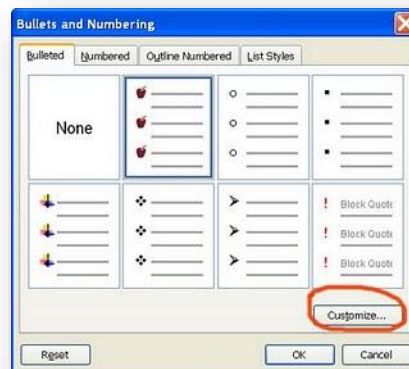 Bullets and Numbering
Bulleted Numbered Outline Numbered List Styles
None
! Block Quote
! Block Quote
! Block Quote
Customize...
Reset OK Cancel